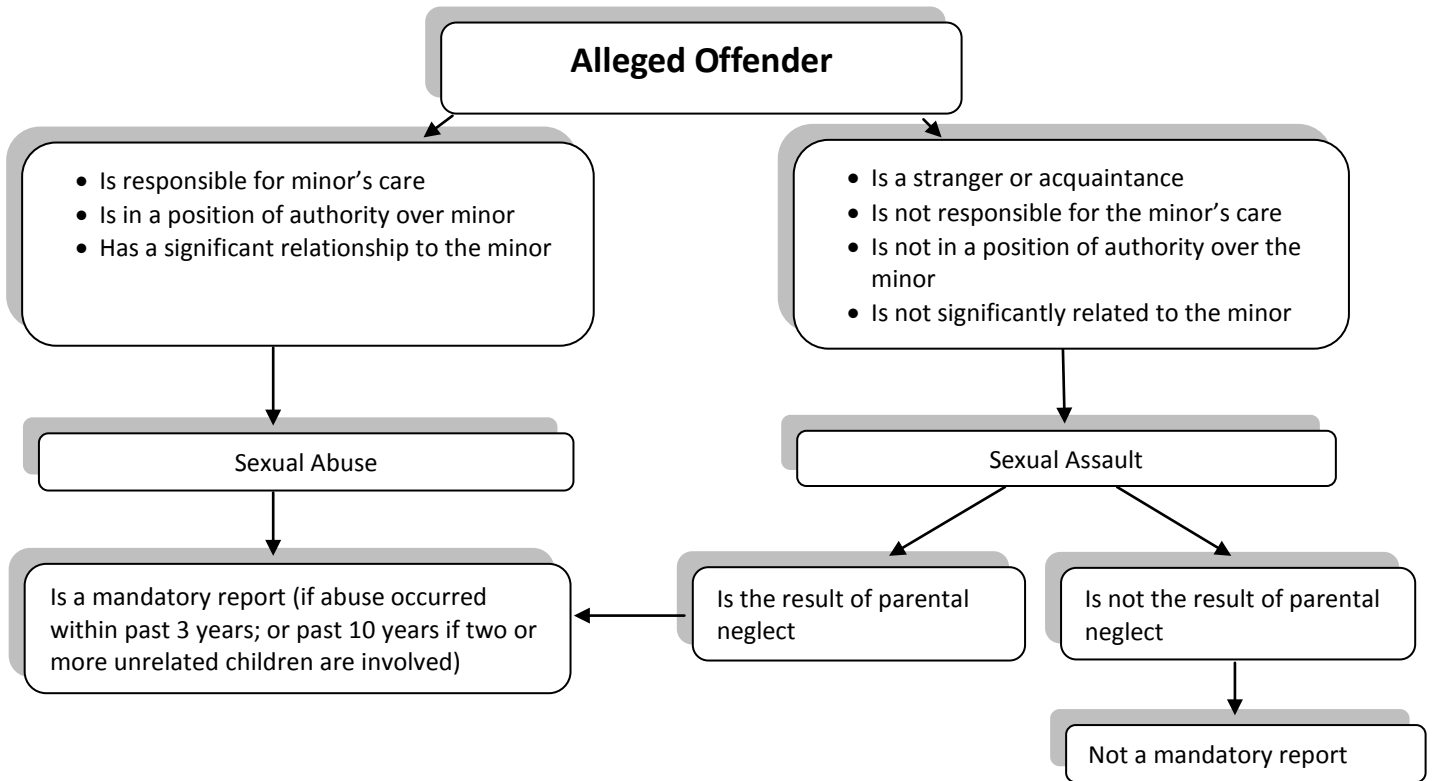 Alleged Offender
• Is responsible for minor’s care
• Is in a position of authority over minor
• Has a significant relationship to the minor
• Is a stranger or acquaintance
• Is not responsible for the minor’s care
• Is not in a position of authority over the
minor
• Is not significantly related to the minor
Sexual Abuse
Sexual Assault
Is a mandatory report (if abuse occurred
within past 3 years; or past 10 years if two or
more unrelated children are involved)
Is the result of parental
neglect
Is not the result of parental
neglect
Not a mandatory report